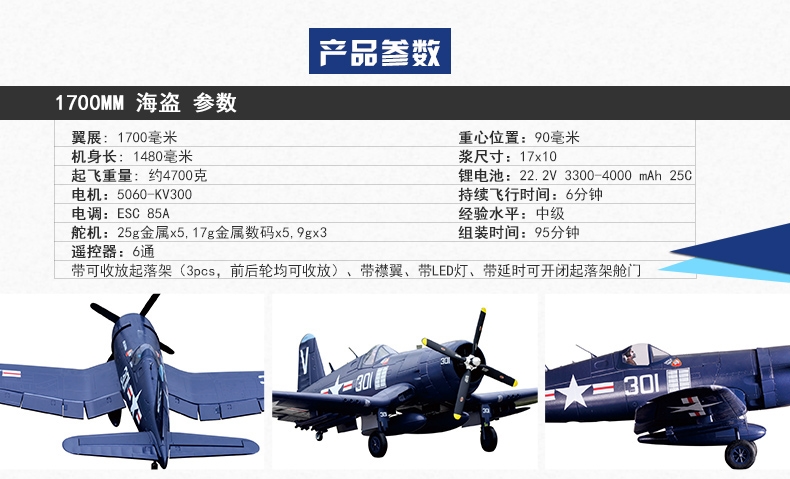 产品参数
1700MM 海盗 参数
翼展: 1700毫米
重心位置: 90毫米
机身长: 1480毫米
浆尺寸: 17x10
起飞重量: 约4700克
锂电池: 22.2V 3300-4000 mAh 25C
电机: 5060-KV300
持续飞行时间: 6分钟
电调: ESC 85A
经验水平: 中级
舵机: 25g金属x5,17g金属数码x5,9gx3
组装时间: 95分钟
遥控器: 6通
带可收放起落架（3pcs, 前后轮均可收放）、带襟翼、带LED灯、带延时可开闭起落架舱门
301
V
301
301